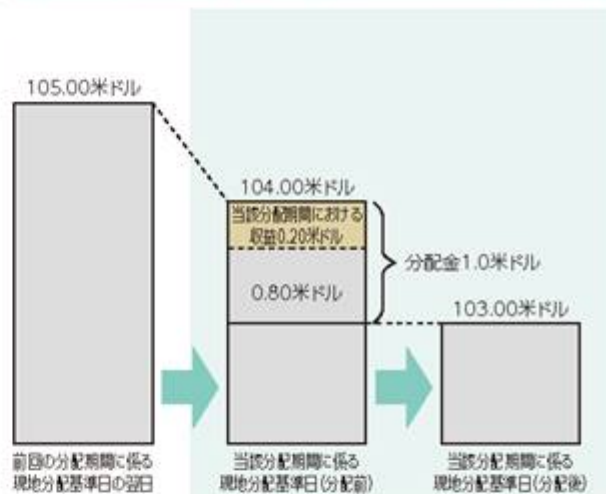 105.00米ドル
104.00米ドル
当該分配期間における
収益0.20米ドル
0.80米ドル
分配金1.0米ドル
103.00米ドル
前回の分配期間に係る
現地分配基準日の翌日
当該分配期間に係る
現地分配基準日(分配前)
当該分配期間に係る
現地分配基準日(分配後)